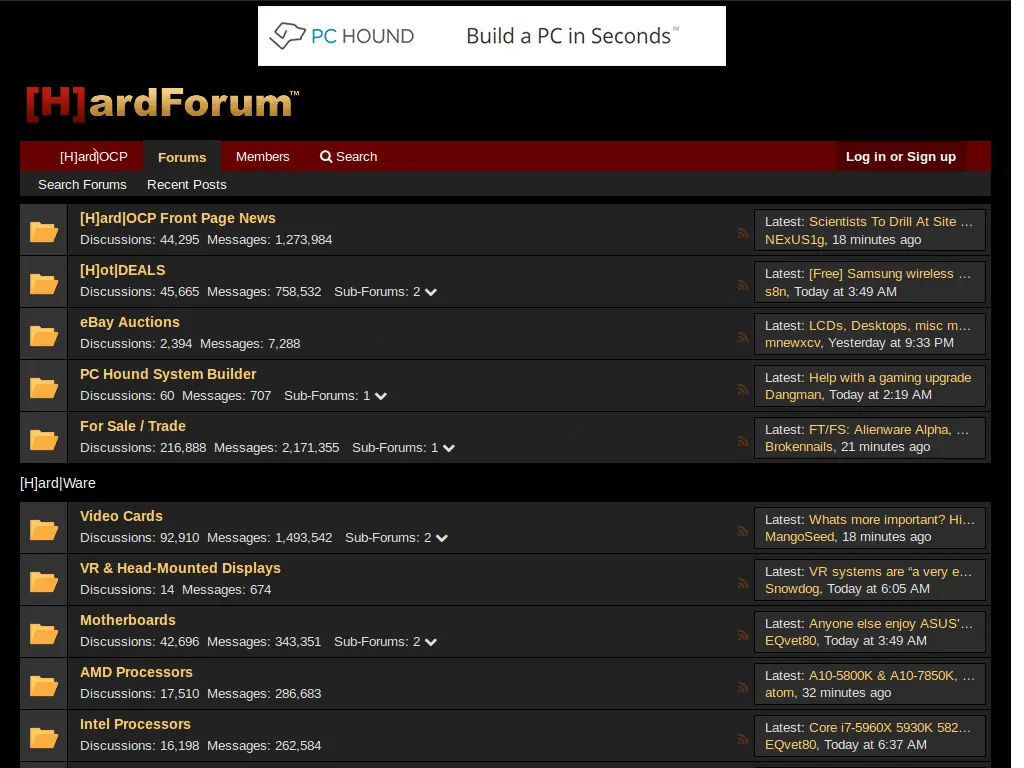 PC HOUND Build a PC in Seconds™
[H]ardForum™
[H]ard|OCP Forums Members Search Log in or Sign up
Search Forums Recent Posts
[H]ard|OCP Front Page News
Discussions: 44,295 Messages: 1,273,984
Latest: Scientists To Drill At Site ...
NExUS1g, 18 minutes ago
[H]ot|DEALS
Discussions: 45,665 Messages: 758,532 Sub-Forums: 2
Latest: [Free] Samsung wireless ...
s8n, Today at 3:49 AM
eBay Auctions
Discussions: 2,394 Messages: 7,288
Latest: LCDs, Desktops, misc m...
mnewxcv, Yesterday at 9:33 PM
PC Hound System Builder
Discussions: 60 Messages: 707 Sub-Forums: 1
Latest: Help with a gaming upgrade
Dangman, Today at 2:19 AM
For Sale / Trade
Discussions: 216,888 Messages: 2,171,355 Sub-Forums: 1
Latest: FT/FS: Alienware Alpha, ...
Brokennails, 21 minutes ago
[H]ard|Ware
Video Cards
Discussions: 92,910 Messages: 1,493,542 Sub-Forums: 2
Latest: Whats more important? Hi...
MangoSeed, 18 minutes ago
VR & Head-Mounted Displays
Discussions: 14 Messages: 674
Latest: VR systems are “a very e...
Snowdog, Today at 6:05 AM
Motherboards
Discussions: 42,696 Messages: 343,351 Sub-Forums: 2
Latest: Anyone else enjoy ASUS’...
EQvet80, Today at 3:49 AM
AMD Processors
Discussions: 17,510 Messages: 286,683
Latest: A10-5800K & A10-7850K, ...
atom, 32 minutes ago
Intel Processors
Discussions: 16,198 Messages: 262,584
Latest: Core i7-5960X 5930K 582...
EQvet80, Today at 6:37 AM